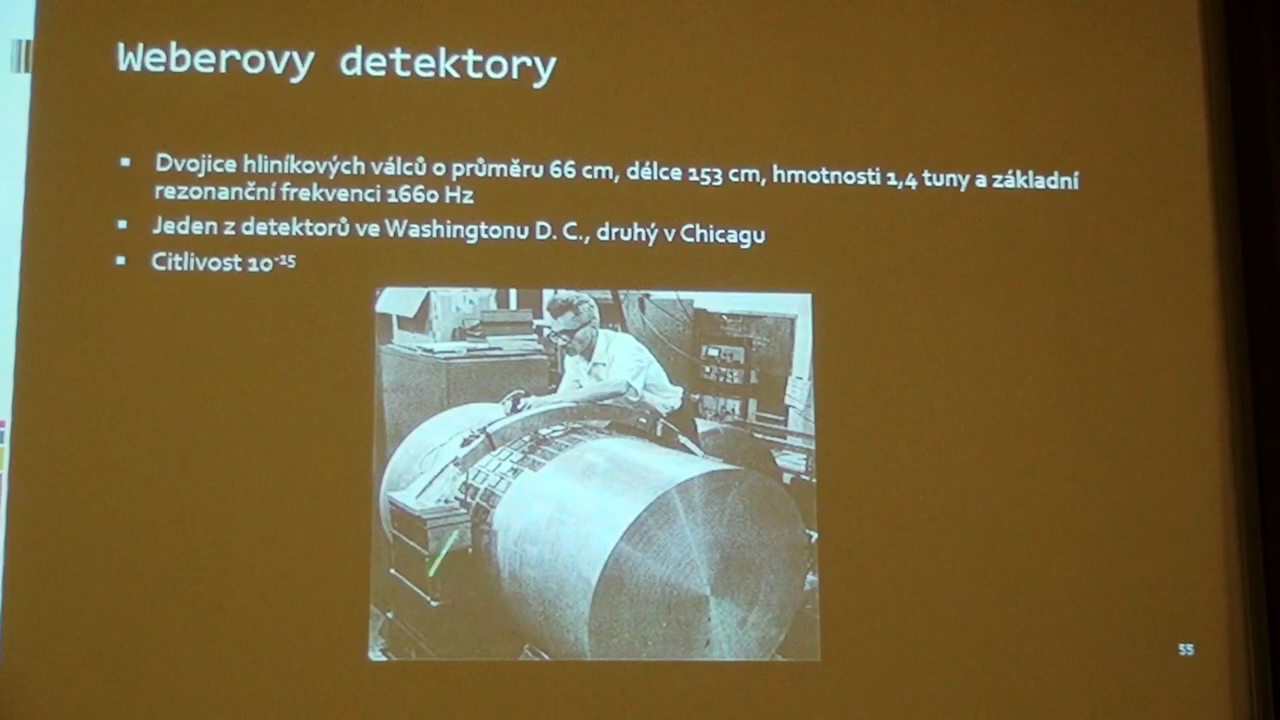 Weberovy detektory
Dvojice hliníkových válců o průměru 66 cm, délce 153 cm, hmotnosti 1,4 tuny a základní
rezonanční frekvenci 1660 Hz
Jeden z detektorů ve Washingtonu D. C., druhý v Chicagu
Citlivost 10⁻¹⁵
55